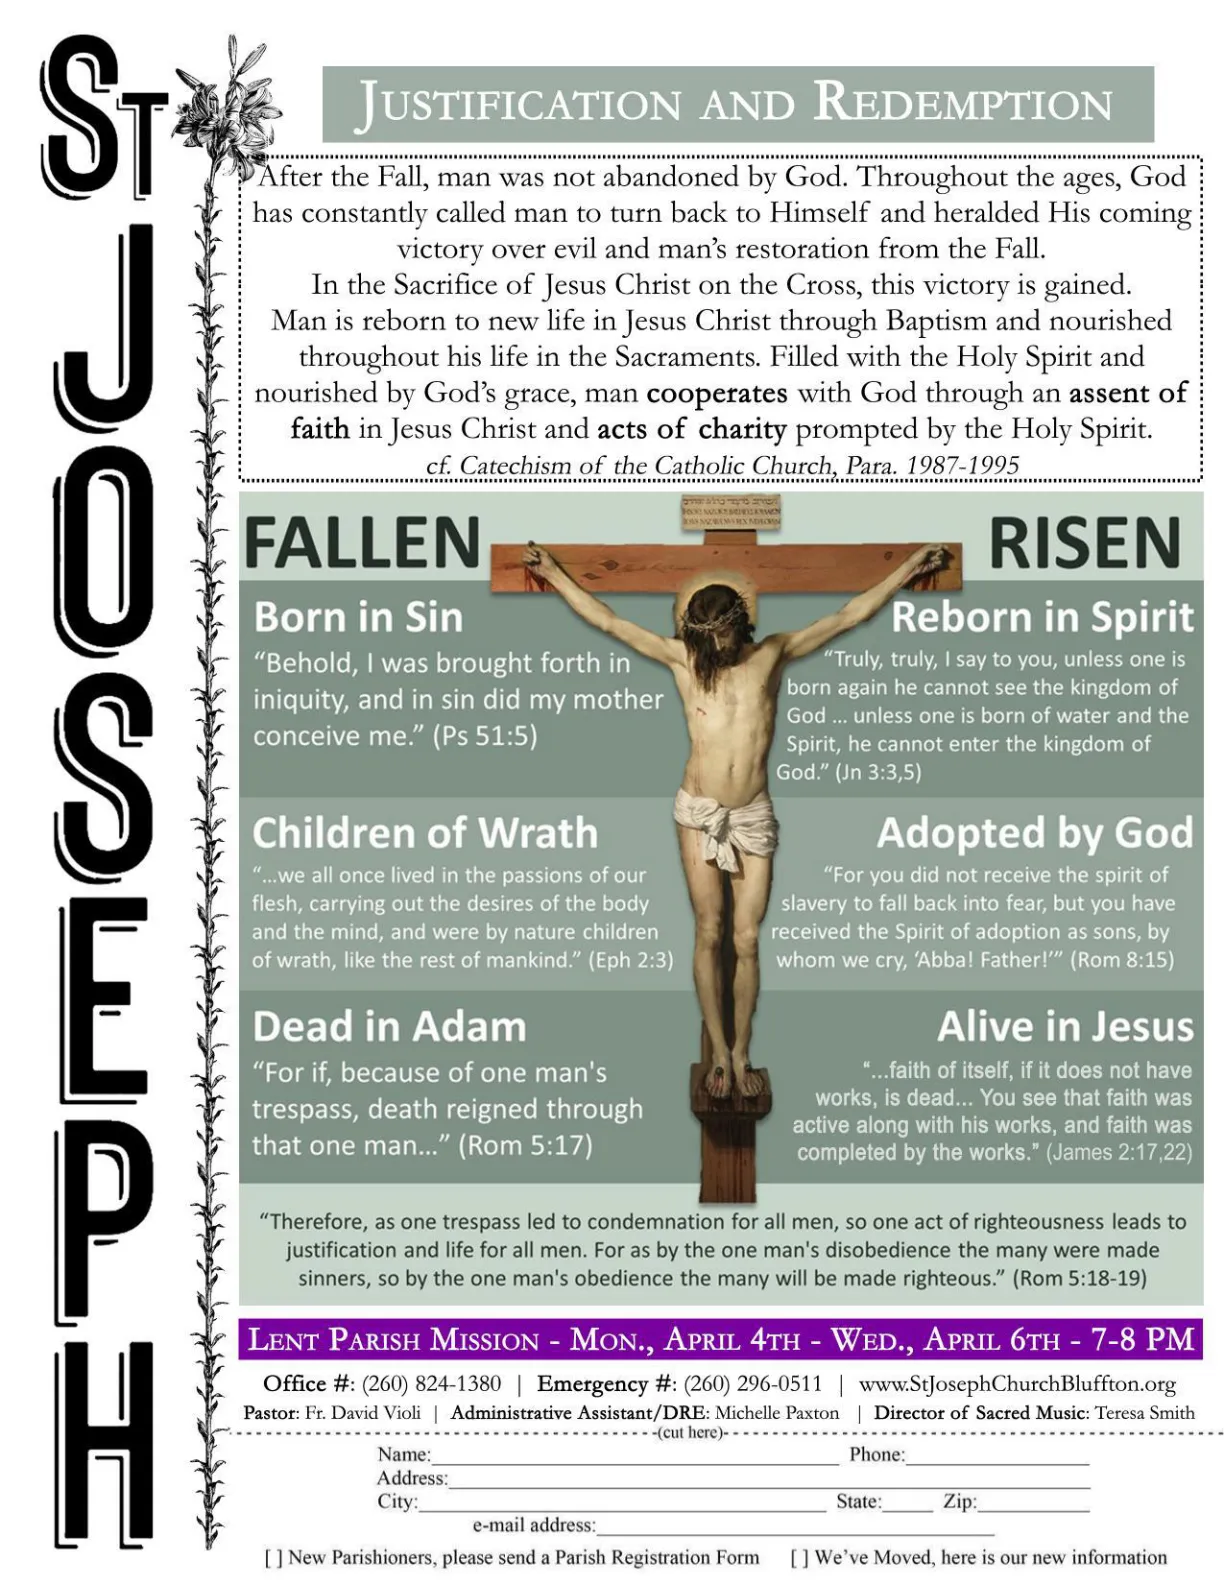 ST JOSEPH
JUSTIFICATION AND REDEMPTION
After the Fall, man was not abandoned by God. Throughout the ages, God
has constantly called man to turn back to Himself and heralded His coming
victory over evil and man's restoration from the Fall.
In the Sacrifice of Jesus Christ on the Cross, this victory is gained.
Man is reborn to new life in Jesus Christ through Baptism and nourished
throughout his life in the Sacraments. Filled with the Holy Spirit and
nourished by God's grace, man cooperates with God through an assent of
faith in Jesus Christ and acts of charity prompted by the Holy Spirit.
cf. Catechism of the Catholic Church, Para. 1987-1995
FALLEN
Born in Sin
“Behold, I was brought forth in
iniquity, and in sin did my mother
conceive me.” (Ps 51:5)
Children of Wrath
“...we all once lived in the passions of our
flesh, carrying out the desires of the body
and the mind, and were by nature children
of wrath, like the rest of mankind.” (Eph 2:3)
Dead in Adam
“For if, because of one man's
trespass, death reigned through
that one man...” (Rom 5:17)
RISEN
Reborn in Spirit
“Truly, truly, I say to you, unless one is
born again he cannot see the kingdom of
God ... unless one is born of water and the
Spirit, he cannot enter the kingdom of
God.” (Jn 3:3,5)
Adopted by God
“For you did not receive the spirit of
slavery to fall back into fear, but you have
received the Spirit of adoption as sons, by
whom we cry, ‘Abba! Father!’” (Rom 8:15)
Alive in Jesus
“...faith of itself, if it does not have
works, is dead... You see that faith was
active along with his works, and faith was
completed by the works.” (James 2:17,22)
“Therefore, as one trespass led to condemnation for all men, so one act of righteousness leads to
justification and life for all men. For as by the one man's disobedience the many were made
sinners, so by the one man's obedience the many will be made righteous.” (Rom 5:18-19)
LENT PARISH MISSION - MON., APRIL 4TH - WED., APRIL 6TH - 7-8 PM
Office #: (260) 824-1380 | Emergency #: (260) 296-0511 | www.StJosephChurchBluffton.org
Pastor: Fr. David Violi | Administrative Assistant/DRE: Michelle Paxton | Director of Sacred Music: Teresa Smith
(cut here)
Name: Phone:
Address:
City: State: Zip:
e-mail address:
[ ] New Parishioners, please send a Parish Registration Form [ ] We've Moved, here is our new information